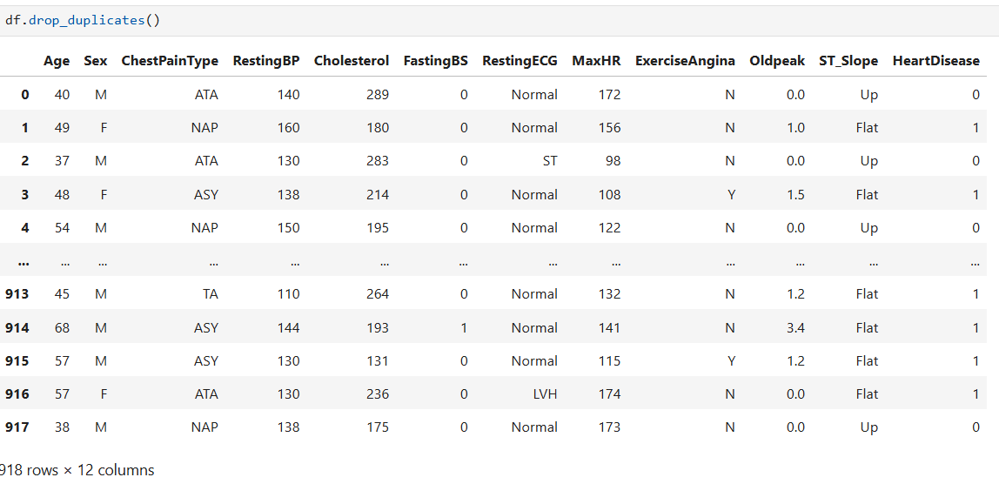 df.drop_duplicates()
Age Sex ChestPainType RestingBP Cholesterol FastingBS RestingECG MaxHR ExerciseAngina Oldpeak ST_Slope HeartDisease
0 40 M ATA 140 289 0 Normal 172 N 0.0 Up 0
1 49 F NAP 160 180 0 Normal 156 N 1.0 Flat 1
2 37 M ATA 130 283 0 ST 98 N 0.0 Up 0
3 48 F ASY 138 214 0 Normal 108 Y 1.5 Flat 1
4 54 M NAP 150 195 0 Normal 122 N 0.0 Up 0
... ... ... ... ... ... ... ... ... ... ... ... ...
913 45 M TA 110 264 0 Normal 132 N 1.2 Flat 1
914 68 M ASY 144 193 1 Normal 141 N 3.4 Flat 1
915 57 M ASY 130 131 0 Normal 115 Y 1.2 Flat 1
916 57 F ATA 130 236 0 LVH 174 N 0.0 Flat 1
917 38 M NAP 138 175 0 Normal 173 N 0.0 Up 0
918 rows × 12 columns